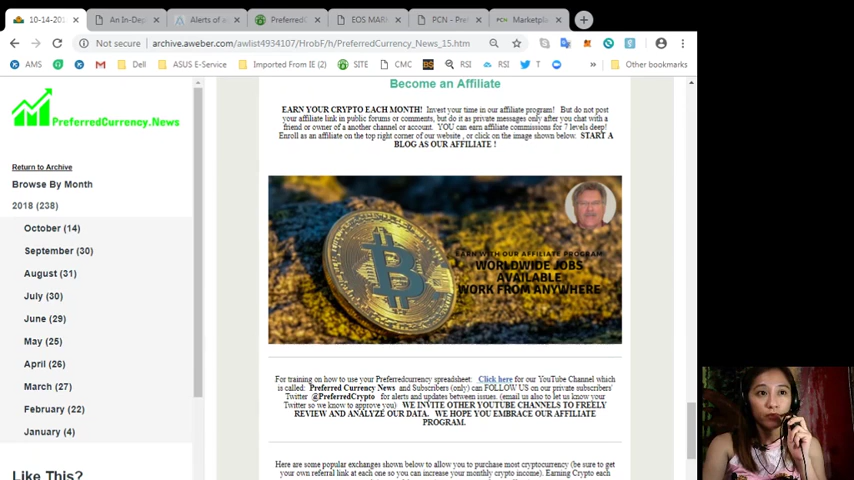 10-14-201
An In-Dep
Alerts of a
PreferredC
EOS MARK
PCN - Pref
PCN Marketplac
Not secure
archive.aweber.com/awlist4934107/HrobF/h/PreferredCurrency_News_15.htm
AMS
G
M
Dell
ASUS E-Service
Imported From IE (2)
SITE
CMC
BS
RSI
RSI
T
»
Other bookmarks
PreferredCurrency.News
Return to Archive
Browse By Month
2018 (238)
October (14)
September (30)
August (31)
July (30)
June (29)
May (25)
April (26)
March (27)
February (22)
January (4)
Like This?
Become an Affiliate
EARN YOUR CRYPTO EACH MONTH! Invest your time in our affiliate program! But do not post
your affiliate link in public forums or comments, but do it as private messages only after you chat with a
friend or owner of another channel or account. YOU can earn affiliate commissions for 7 levels deep!
Enroll as an affiliate on the top right corner of our website , or click on the image shown below. START A
BLOG AS OUR AFFILIATE !
EARN WITH OUR AFFILIATE PROGRAM
WORLDWIDE JOBS
AVAILABLE
WORK FROM ANYWHERE
For training on how to use your Preferredcurrency spreadsheet: Click here for our YouTube Channel which
is called: Preferred Currency News and Subscribers (only) can FOLLOW US on our private subscribers'
Twitter @PreferredCrypto for alerts and updates between issues. (email us also to let us know your
Twitter so we know to approve you) WE INVITE OTHER YOUTUBE CHANNELS TO FREELY
REVIEW AND ANALYZE OUR DATA. WE HOPE YOU EMBRACE OUR AFFILIATE
PROGRAM.
Here are some popular exchanges shown below to allow you to purchase most cryptocurrency (be sure to get
your own referral link at each one so you can increase your monthly crypto income). Earning Crypto each